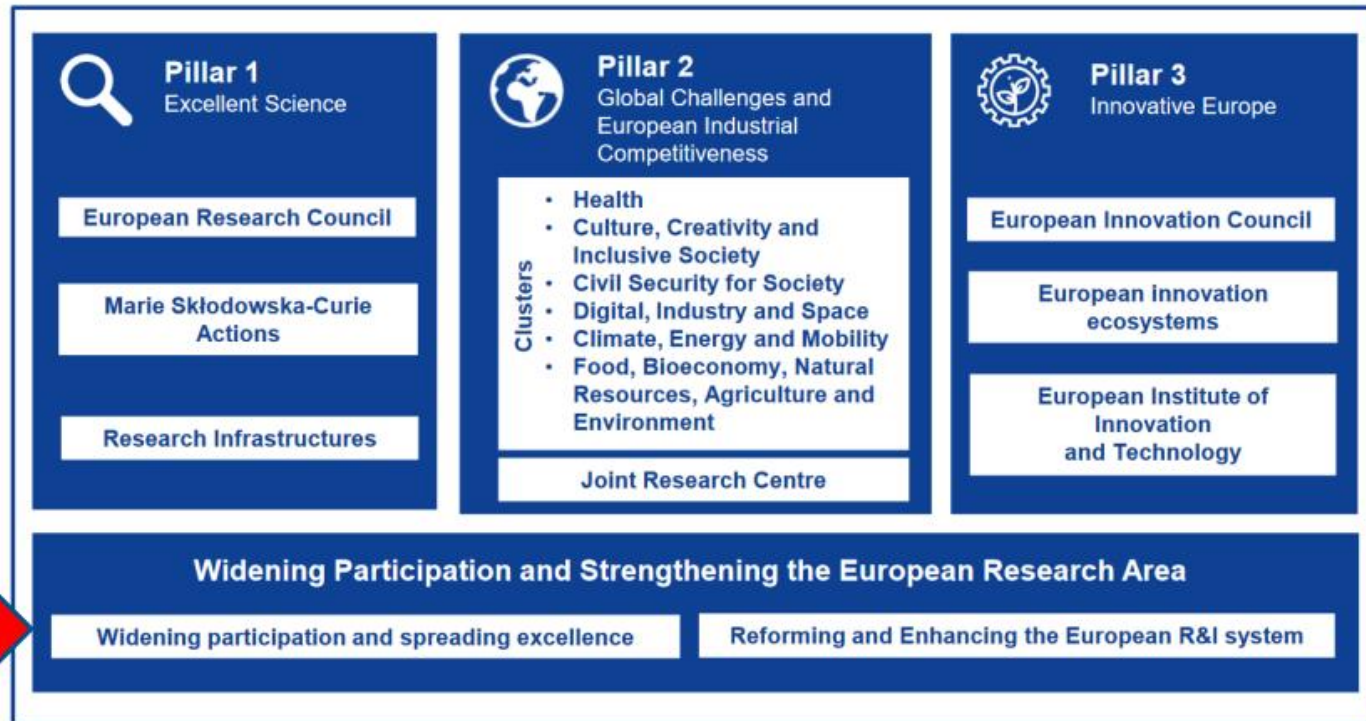 Pillar 1
Excellent Science
European Research Council
Marie Skłodowska-Curie
Actions
Research Infrastructures
Pillar 2
Global Challenges and
European Industrial
Competitiveness
Clusters
• Health
• Culture, Creativity and
Inclusive Society
• Civil Security for Society
• Digital, Industry and Space
• Climate, Energy and Mobility
• Food, Bioeconomy, Natural
Resources, Agriculture and
Environment
Joint Research Centre
Pillar 3
Innovative Europe
European Innovation Council
European innovation
ecosystems
European Institute of
Innovation
and Technology
Widening Participation and Strengthening the European Research Area
Widening participation and spreading excellence
Reforming and Enhancing the European R&I system